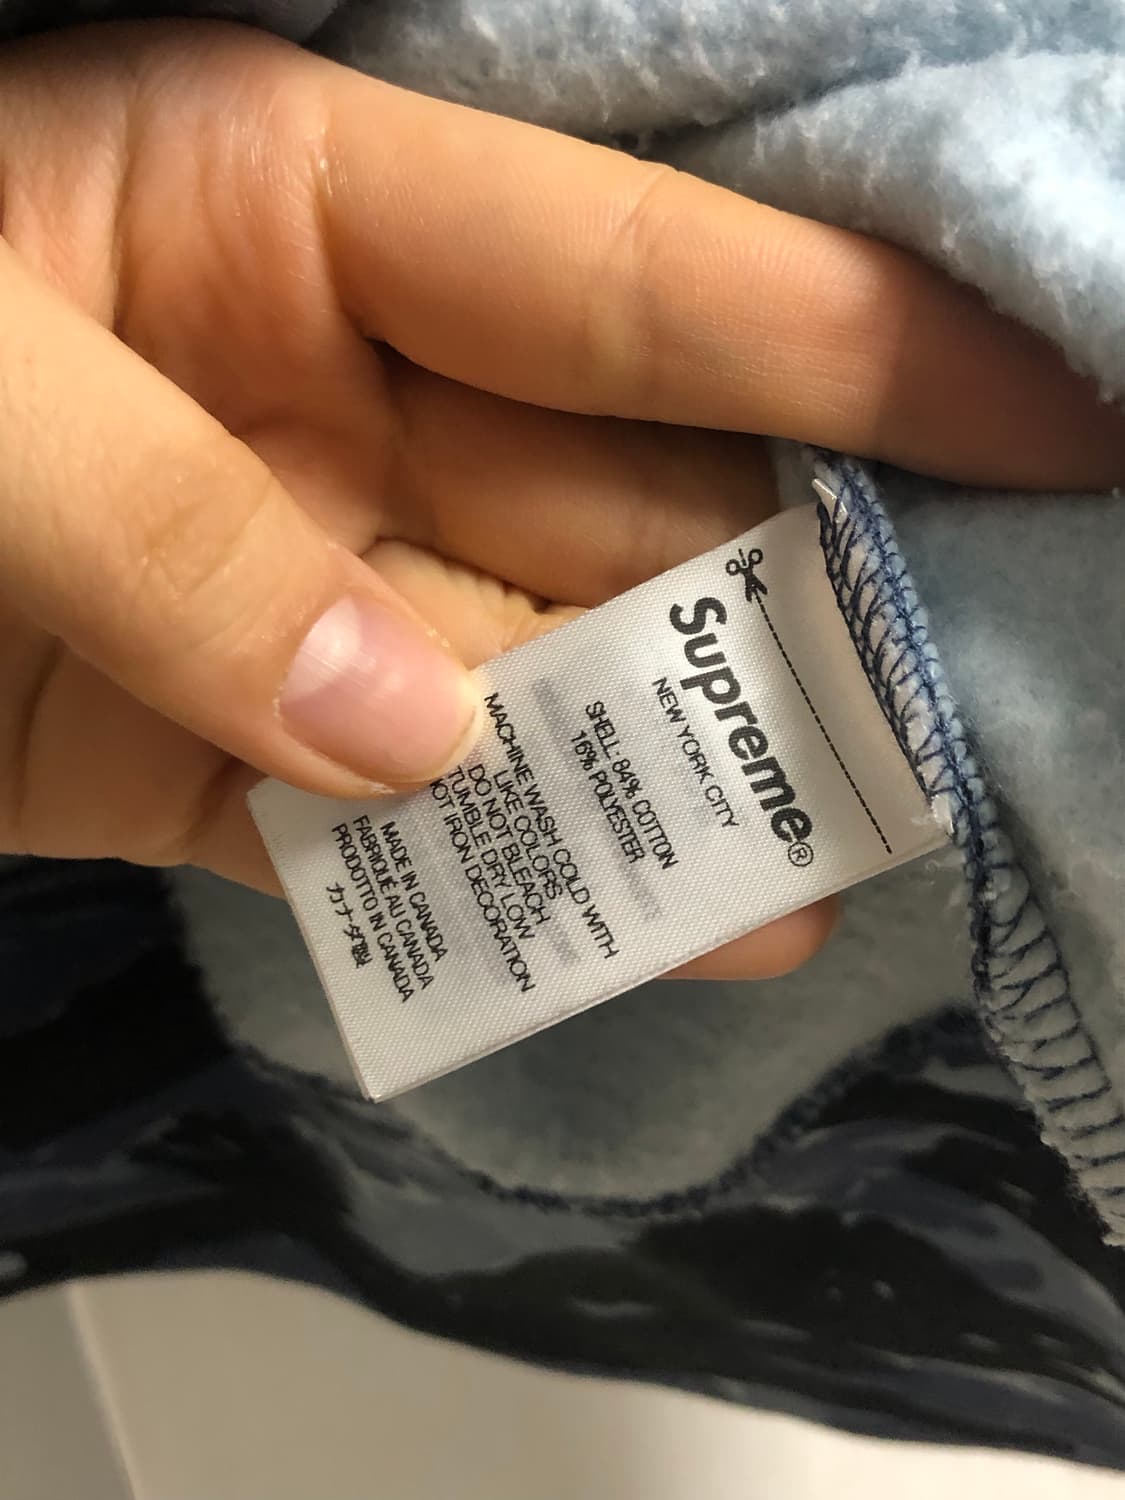 Supreme®
NEW YORK CITY
SHELL: 84% COTTON
16% POLYESTER
MACHINE WASH COLD WITH
LIKE COLORS
DO NOT BLEACH
TUMBLE DRY LOW
NOT IRON DECORATION
MADE IN CANADA
FABRIQUÉ AU CANADA
PRODOTTO IN CANADA
カナダ製